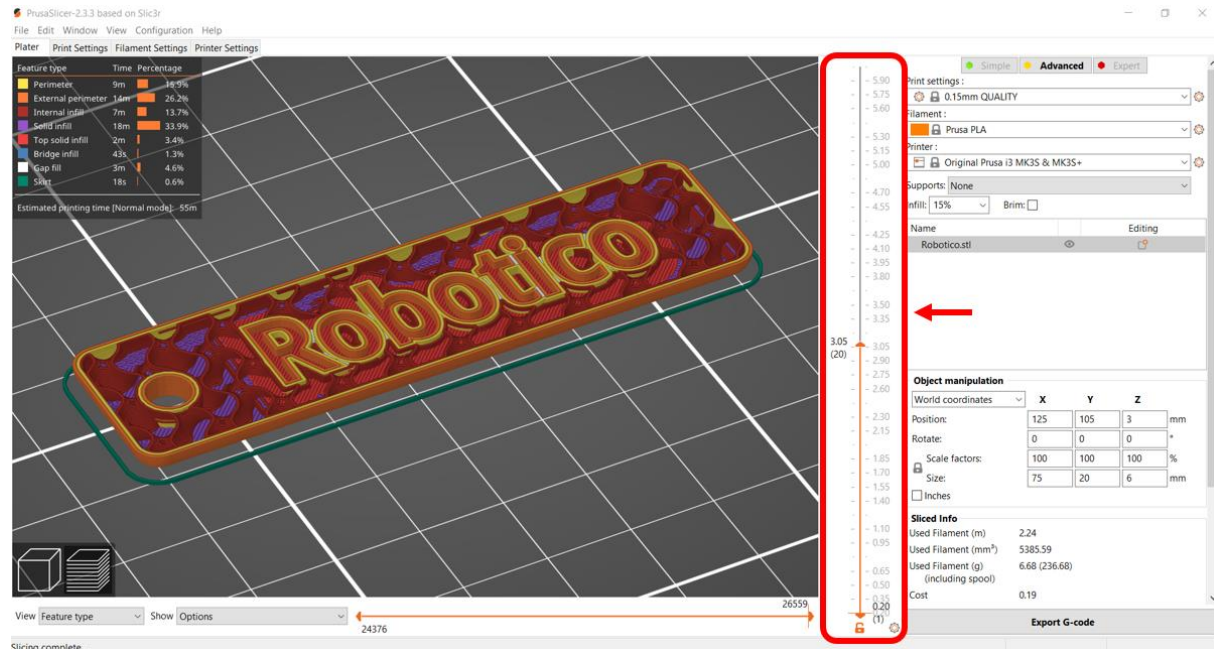 PrusaSlicer-2.3.3 based on Slic3r
File Edit Window View Configuration Help
Plater Print Settings Filament Settings Printer Settings
Feature type Time Percentage
Perimeter 9m 15.9%
External perimeter 14m 26.2%
Internal infill 7m 13.7%
Solid infill 18m 33.9%
Top solid infill 2m 3.4%
Bridge infill 43s 1.3%
Gap fill 3m 4.6%
Skirt 18s 0.6%
Estimated printing time [Normal mode]: 55m
Robotico
View Feature type Show Options
26559
24376
5.90
5.75
5.60
5.30
5.15
5.00
4.70
4.55
4.25
4.10
3.95
3.80
3.50
3.35
3.05
(20)
3.05
2.90
2.75
2.60
2.30
2.15
1.85
1.70
1.55
1.40
1.10
0.95
0.65
0.50
0.35
0.20
(1)
Simple Advanced Expert
Print settings :
0.15mm QUALITY
Filament :
Prusa PLA
Printer :
Original Prusa i3 MK3S & MK3S+
Supports: None
Infill: 15% Brim:
Name Editing
Robotico.stl
Object manipulation
World coordinates X Y Z
Position: 125 105 3 mm
Rotate: 0 0 0 °
Scale factors: 100 100 100 %
Size: 75 20 6 mm
Inches
Sliced Info
Used Filament (m) 2.24
Used Filament (mm³) 5385.59
Used Filament (g) 6.68 (236.68)
(including spool)
Cost 0.19
Export G-code
Slicing complete